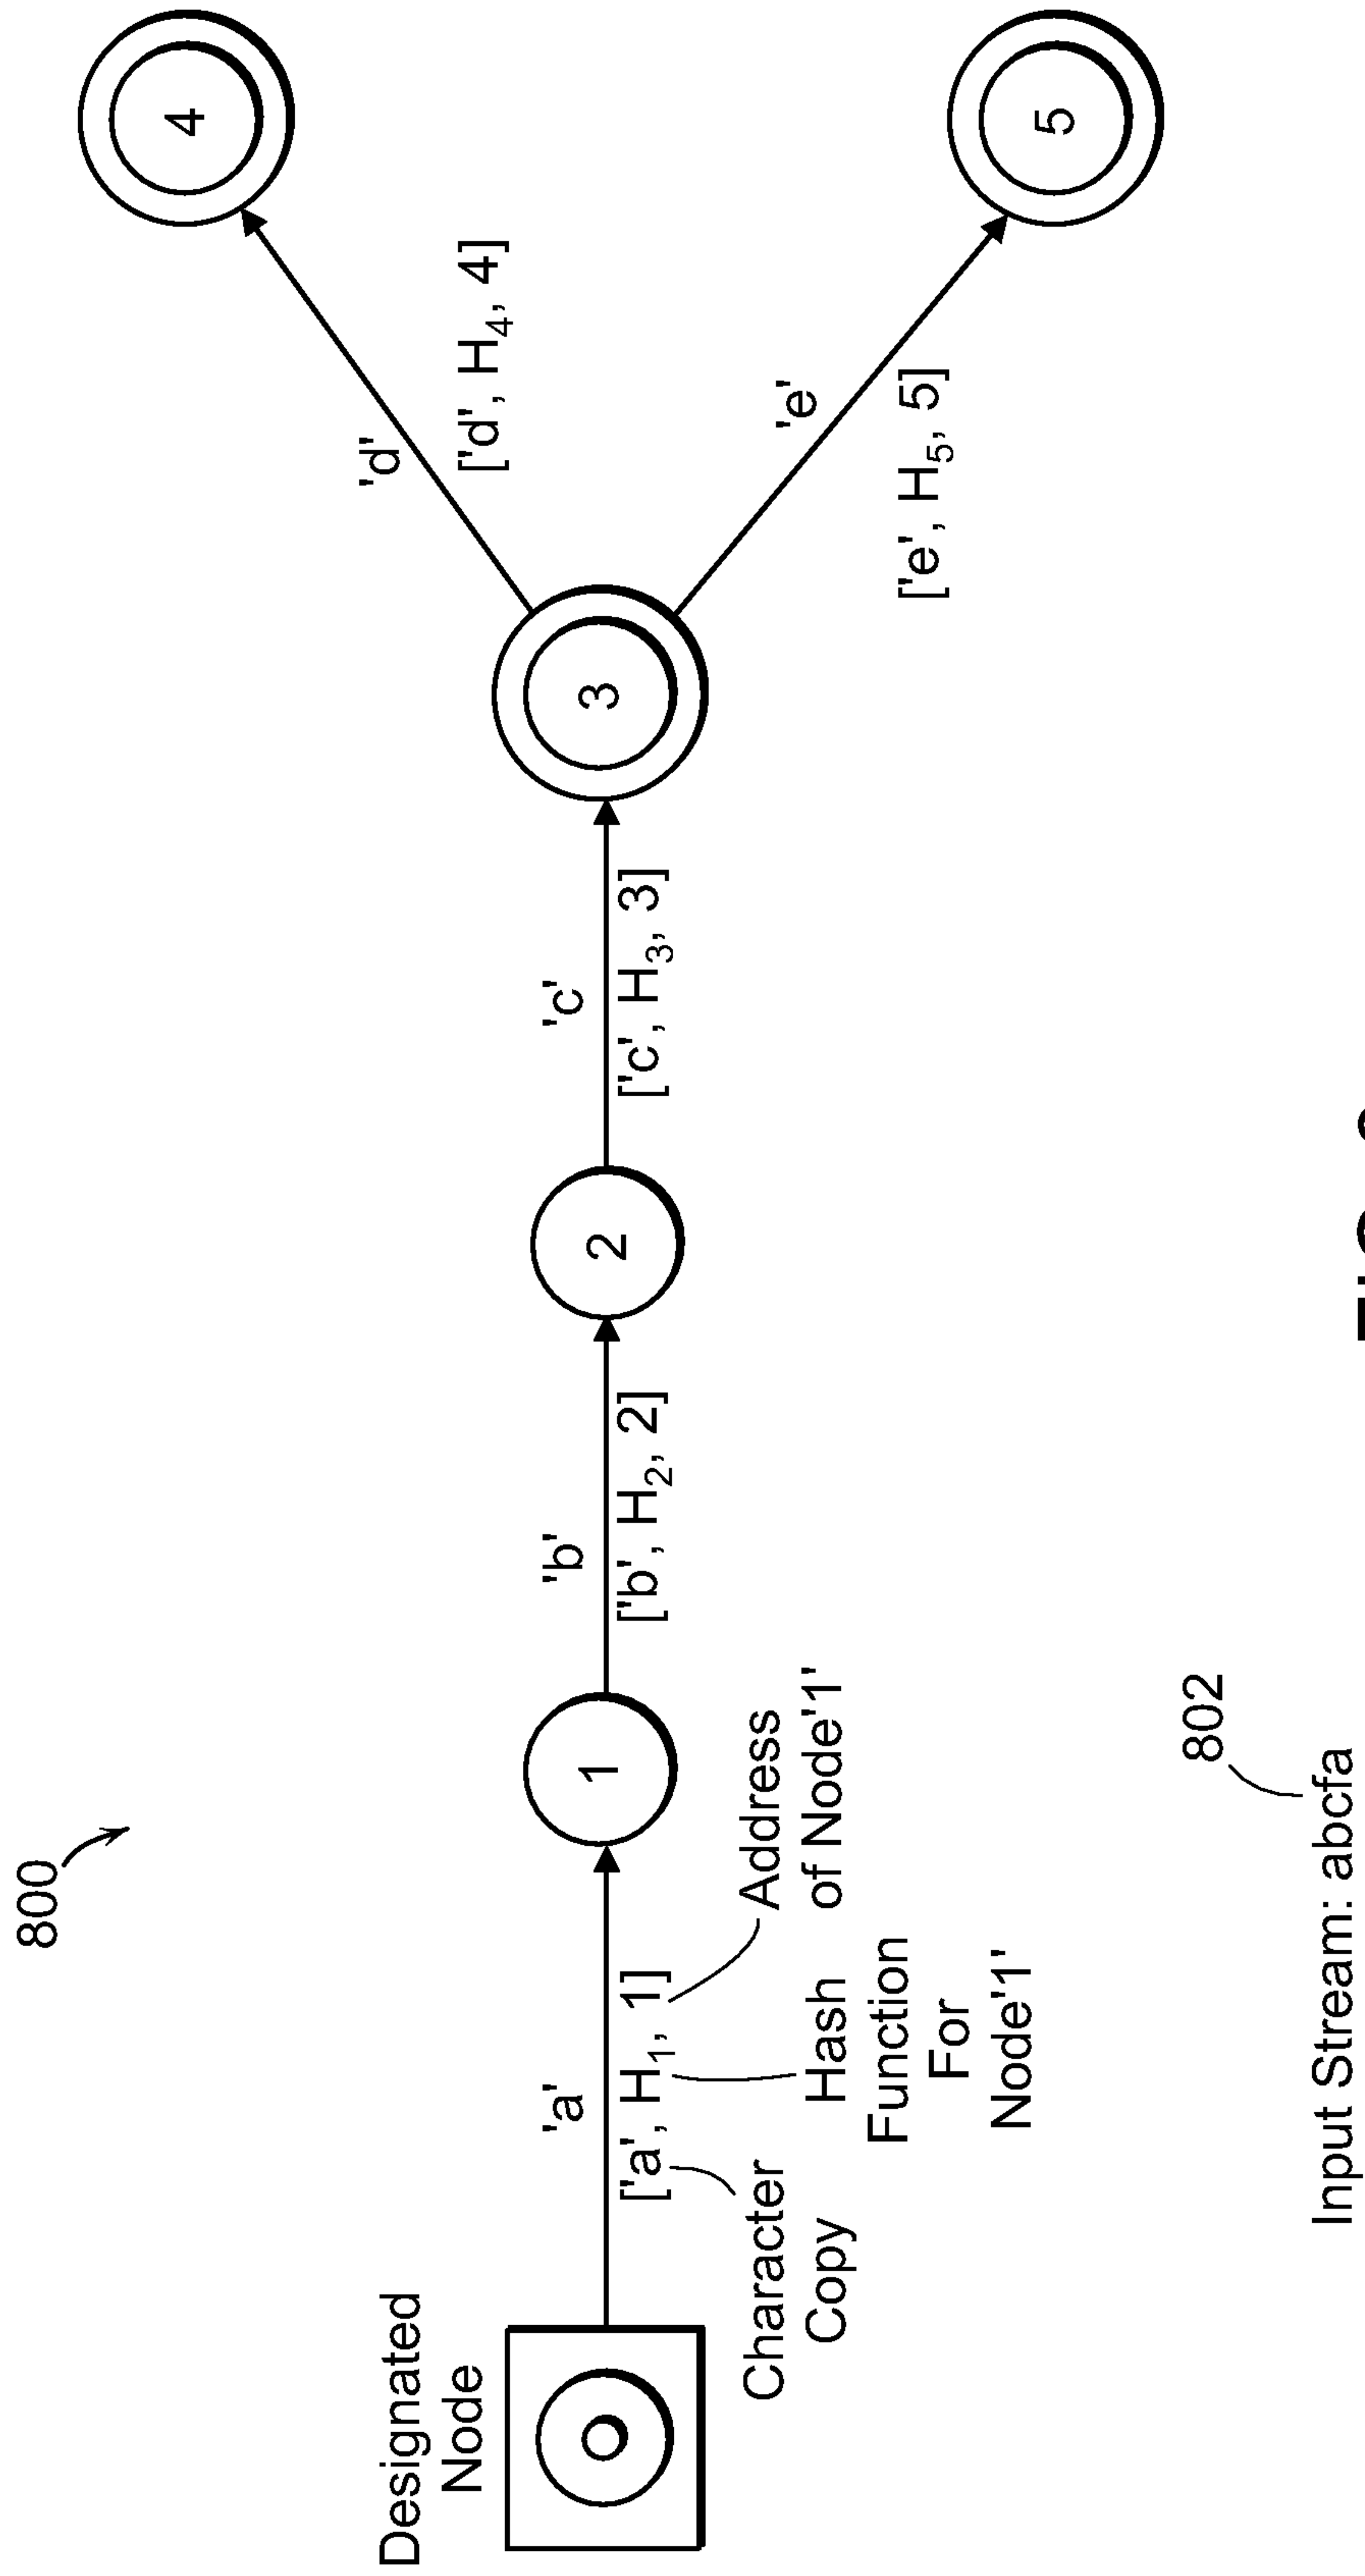 800
Designated
Node
'a'
['a', H1, 1]
Character
Copy
Hash
Function
For
Node'1'
Address
of Node'1'
1
'b'
['b', H2, 2]
2
'c'
['c', H3, 3]
3
'd'
['d', H4, 4]
4
'e'
['e', H5, 5]
5
802
Input Stream: abcfa